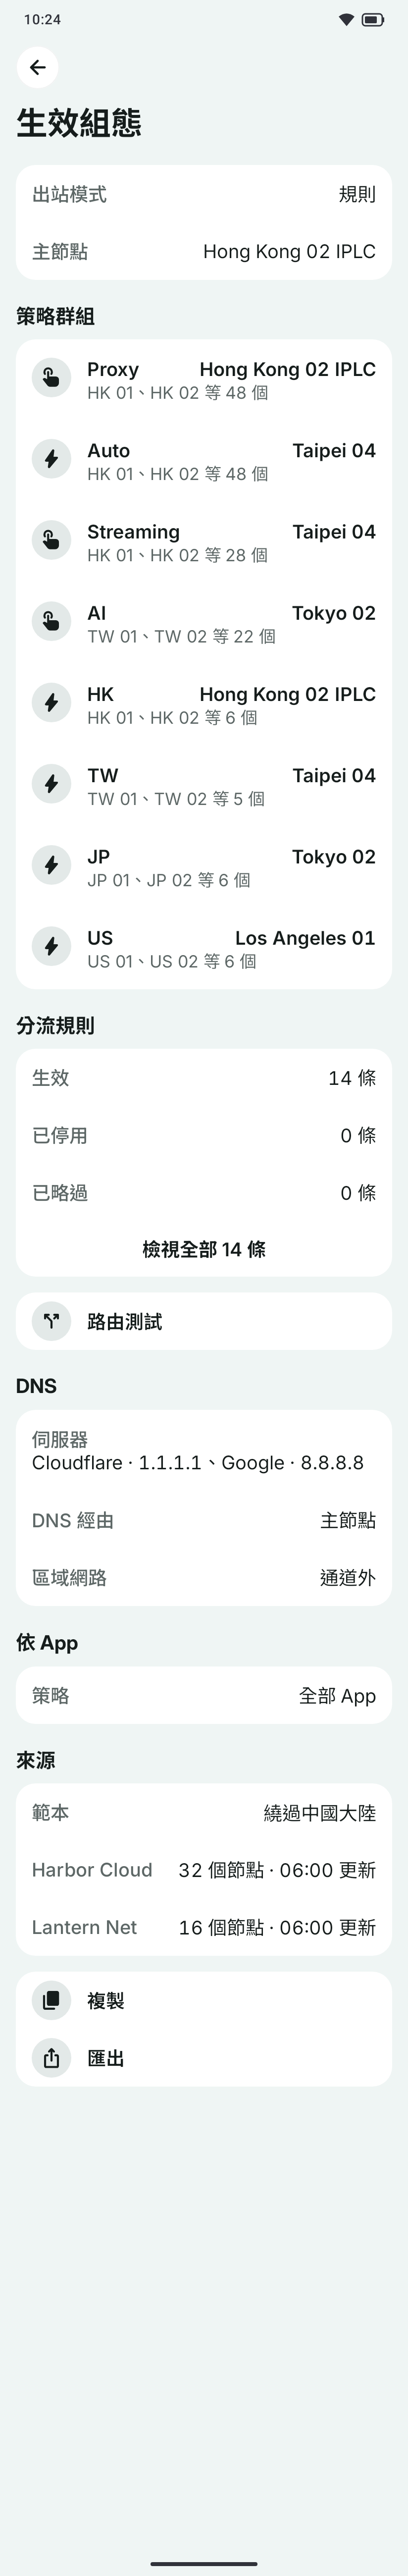 10:24
生效組態
出站模式 規則
主節點 Hong Kong 02 IPLC
策略群組
Proxy Hong Kong 02 IPLC
HK 01、HK 02 等 48 個
Auto Taipei 04
HK 01、HK 02 等 48 個
Streaming Taipei 04
HK 01、HK 02 等 28 個
AI Tokyo 02
TW 01、TW 02 等 22 個
HK Hong Kong 02 IPLC
HK 01、HK 02 等 6 個
TW Taipei 04
TW 01、TW 02 等 5 個
JP Tokyo 02
JP 01、JP 02 等 6 個
US Los Angeles 01
US 01、US 02 等 6 個
分流規則
生效 14 條
已停用 0 條
已略過 0 條
檢視全部 14 條
路由測試
DNS
伺服器
Cloudflare · 1.1.1.1、Google · 8.8.8.8
DNS 經由 主節點
區域網路 通道外
依 App
策略 全部 App
來源
範本 繞過中國大陸
Harbor Cloud 32 個節點 · 06:00 更新
Lantern Net 16 個節點 · 06:00 更新
複製
匯出